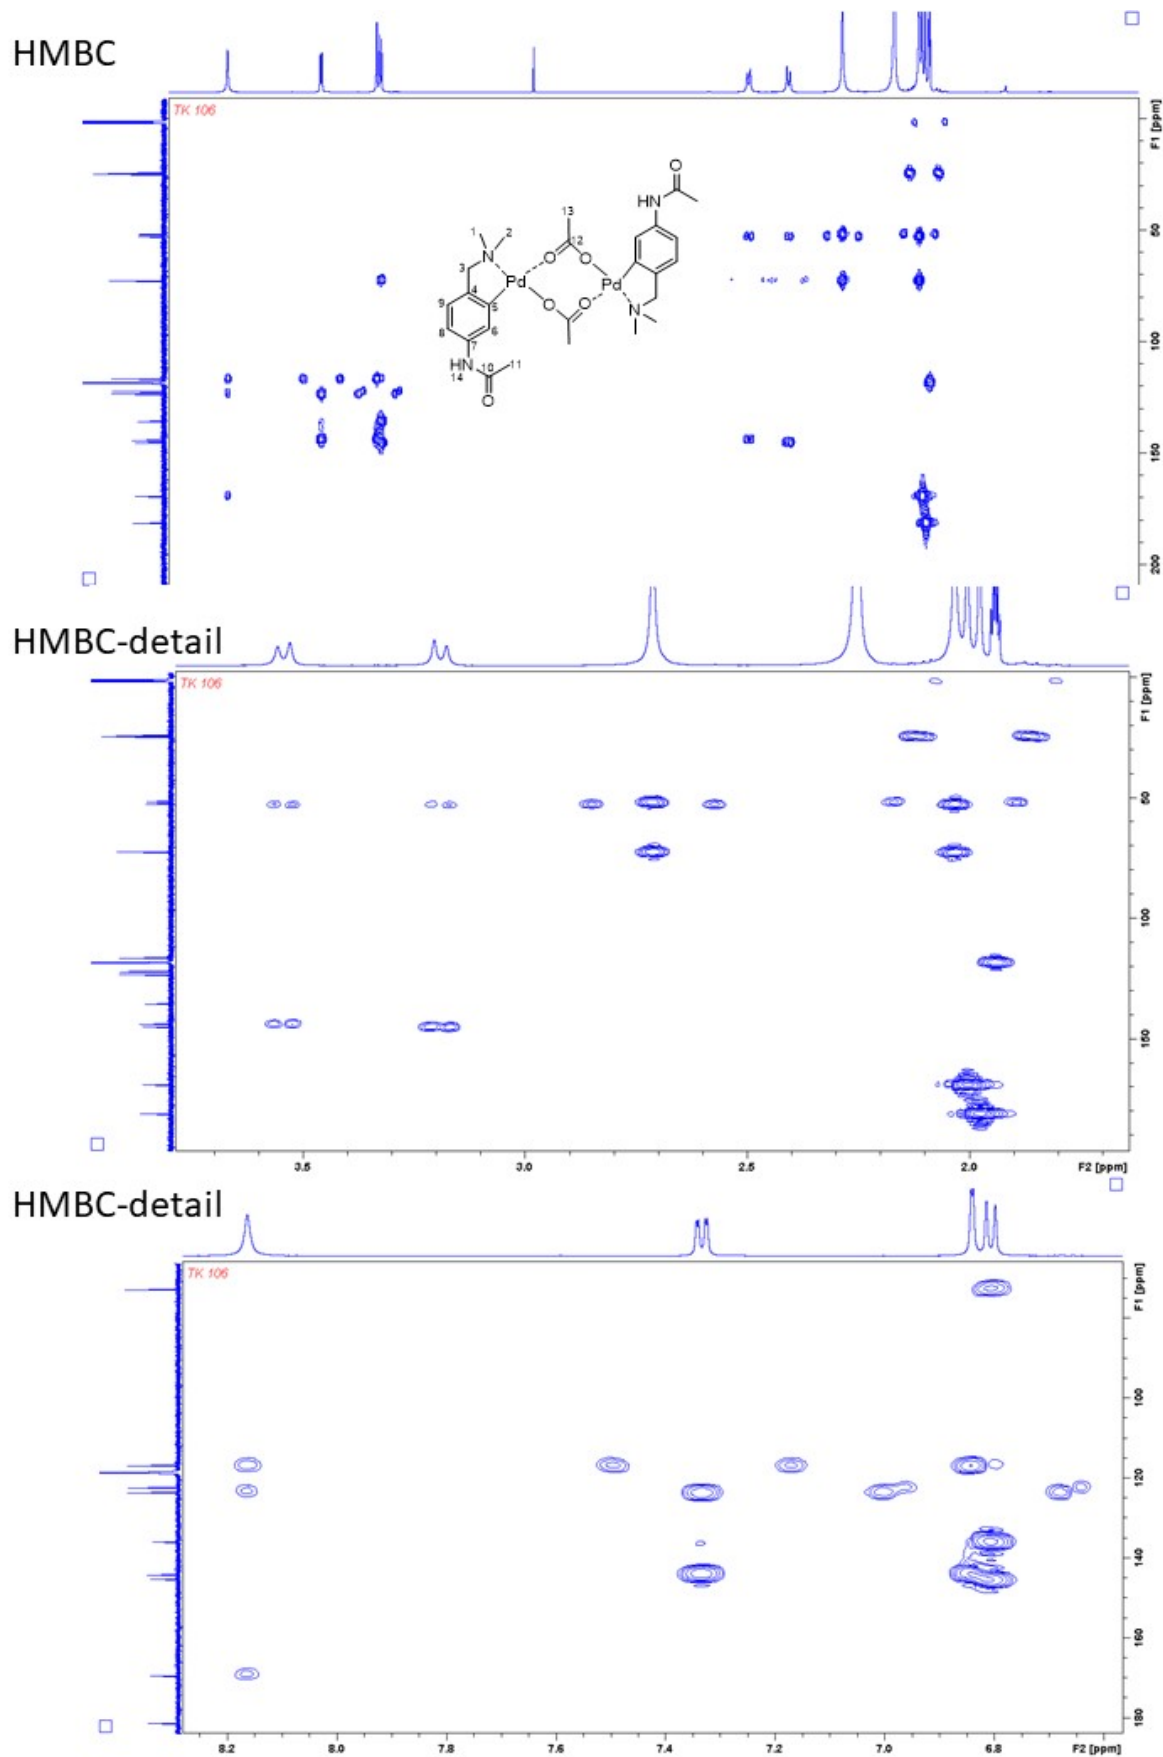 HMBC
TK 106
F1 [ppm]
50
100
150
200
O
HN
13
1
2
12
N
O
O
3
Pd
Pd
4
5
O
O
N
9
8
6
7
HN
14
10
11
O
HMBC-detail
TK 106
F1 [ppm]
50
100
150
3.5
3.0
2.5
2.0
F2 [ppm]
HMBC-detail
TK 106
F1 [ppm]
100
120
140
160
180
8.2
8.0
7.8
7.6
7.4
7.2
7.0
6.8
F2 [ppm]